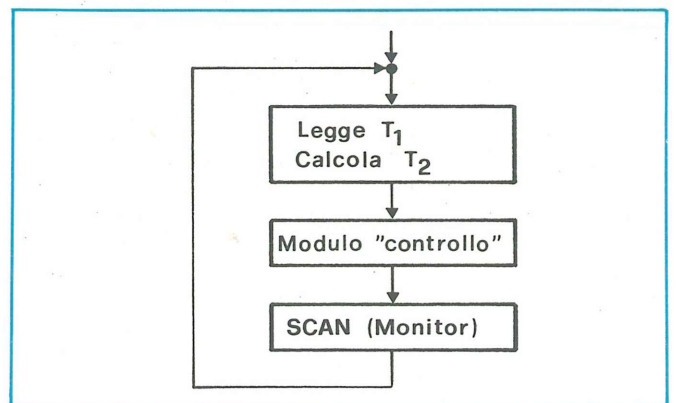 Legge T₁
Calcola T₂
Modulo "controllo"
SCAN (Monitor)